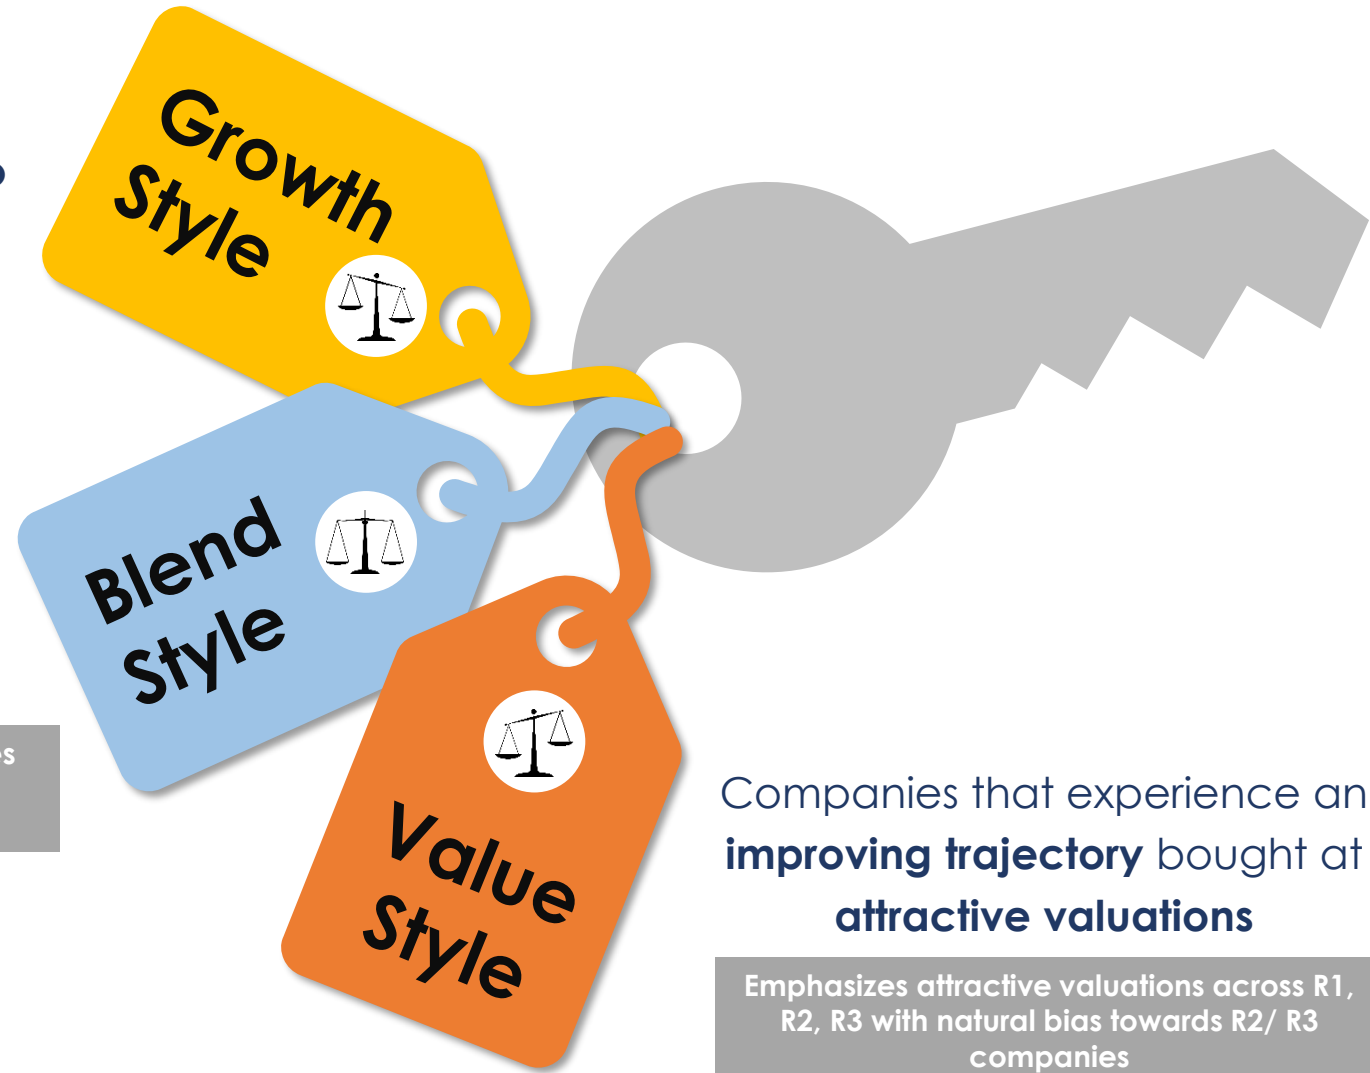 Growth
Style
Blend
Style
Value
Style
Companies that experience an
improving trajectory bought at
attractive valuations
Emphasizes attractive valuations across R1,
R2, R3 with natural bias towards R2/ R3
companies